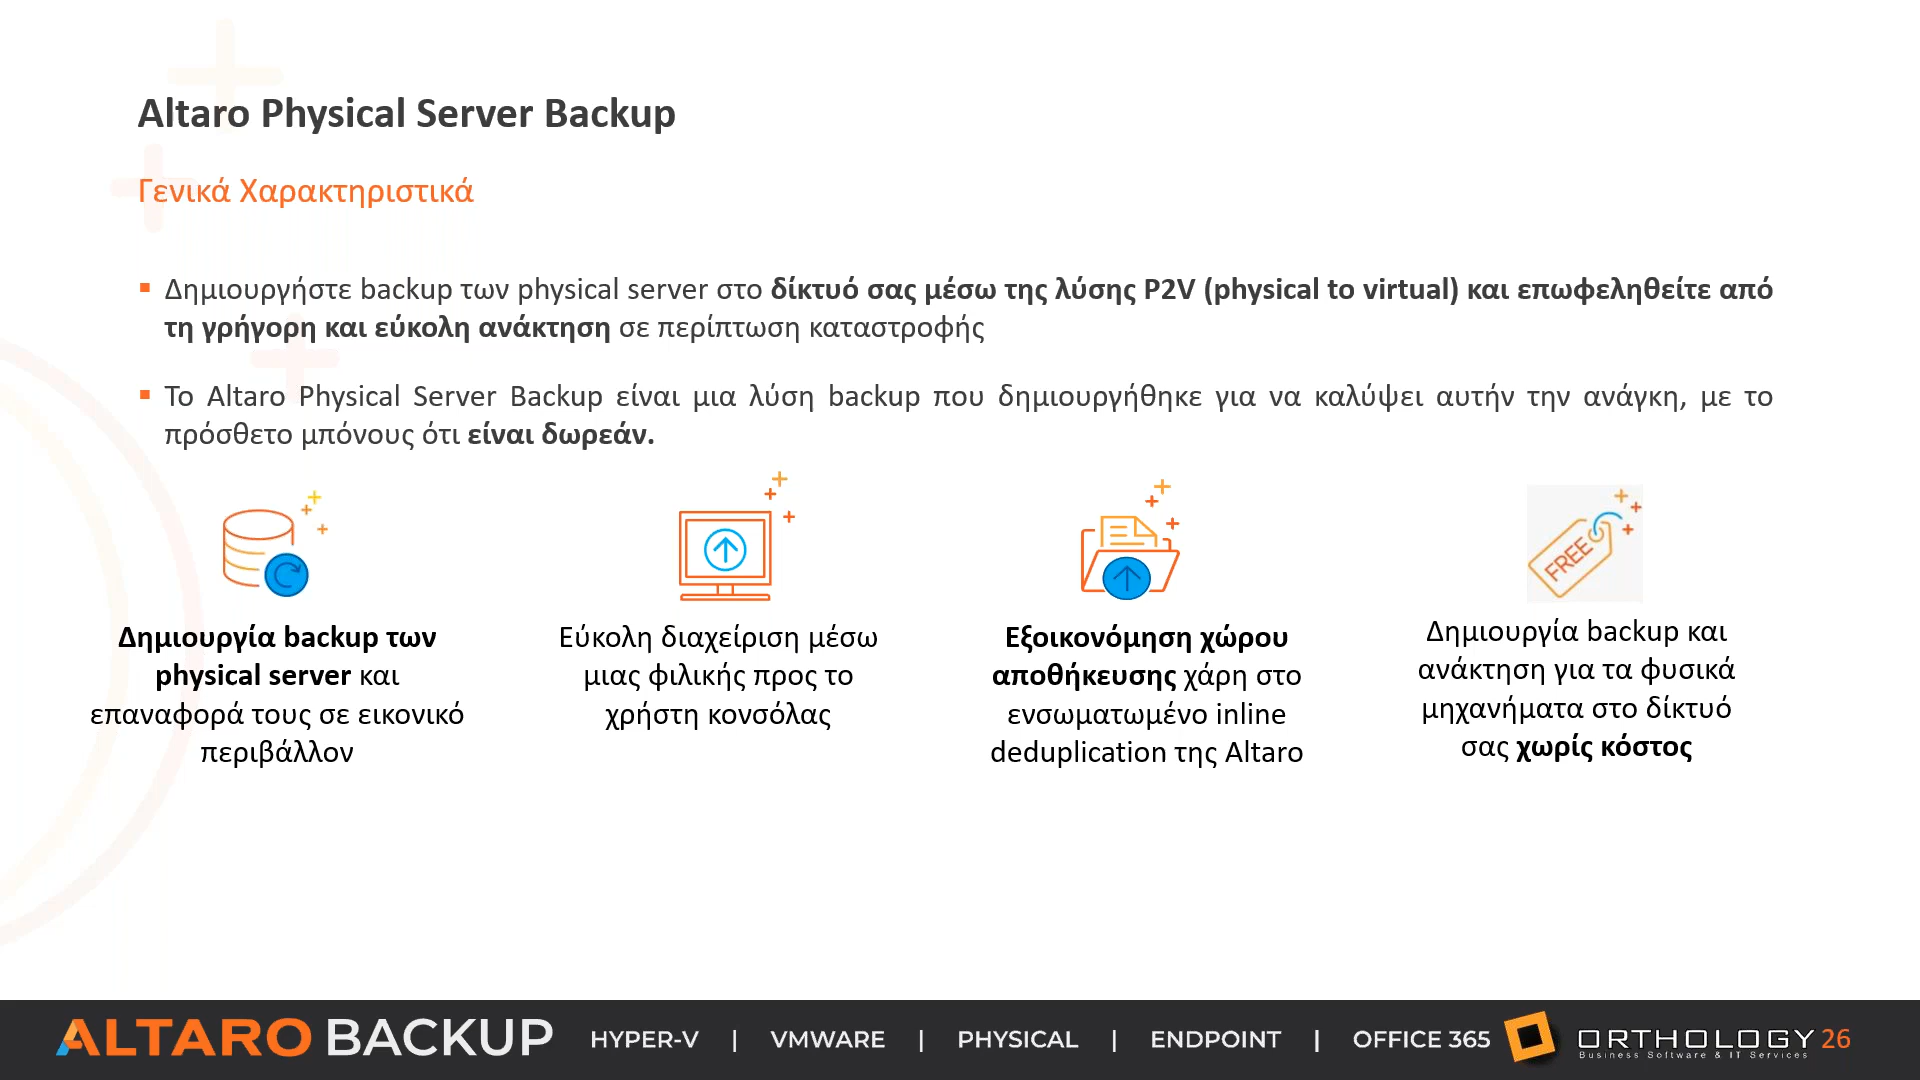 Altaro Physical Server Backup
Γενικά Χαρακτηριστικά
Δημιουργήστε backup των physical server στο δίκτυό σας μέσω της λύσης P2V (physical to virtual) και επωφεληθείτε από
τη γρήγορη και εύκολη ανάκτηση σε περίπτωση καταστροφής
Το Altaro Physical Server Backup είναι μια λύση backup που δημιουργήθηκε για να καλύψει αυτήν την ανάγκη, με το
πρόσθετο μπόνους ότι είναι δωρεάν.
FREE
Δημιουργία backup των
physical server και
επαναφορά τους σε εικονικό
περιβάλλον
Εύκολη διαχείριση μέσω
μιας φιλικής προς το
χρήστη κονσόλας
Εξοικονόμηση χώρου
αποθήκευσης χάρη στο
ενσωματωμένο inline
deduplication της Altaro
Δημιουργία backup και
ανάκτηση για τα φυσικά
μηχανήματα στο δίκτυό
σας χωρίς κόστος
ALTARO BACKUP HYPER-V | VMWARE | PHYSICAL | ENDPOINT | OFFICE 365 ORTHOLOGY 26
Business Software & IT Services